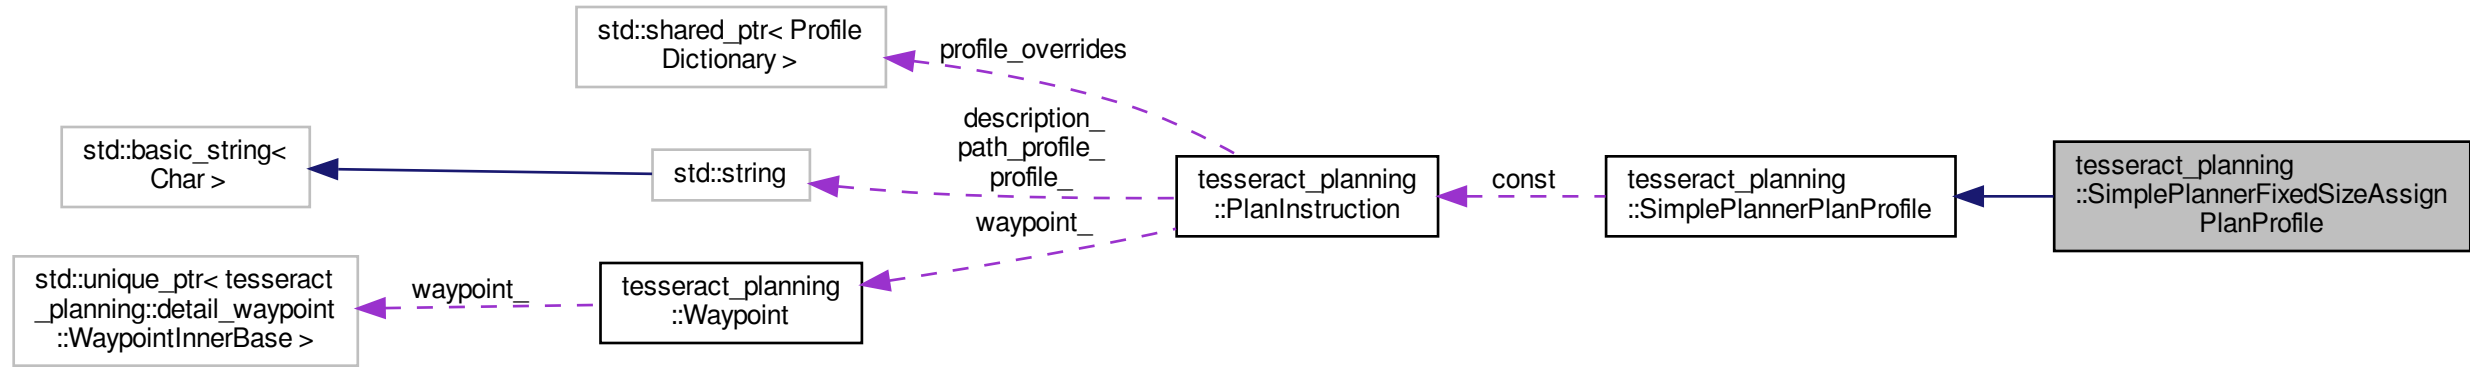 std::shared_ptr< Profile
Dictionary >
profile_overrides
std::basic_string<
Char >
std::string
description_
path_profile_
profile_
std::unique_ptr< tesseract
_planning::detail_waypoint
::WaypointInnerBase >
waypoint_
tesseract_planning
::Waypoint
waypoint_
tesseract_planning
::PlanInstruction
const
tesseract_planning
::SimplePlannerPlanProfile
tesseract_planning
::SimplePlannerFixedSizeAssign
PlanProfile